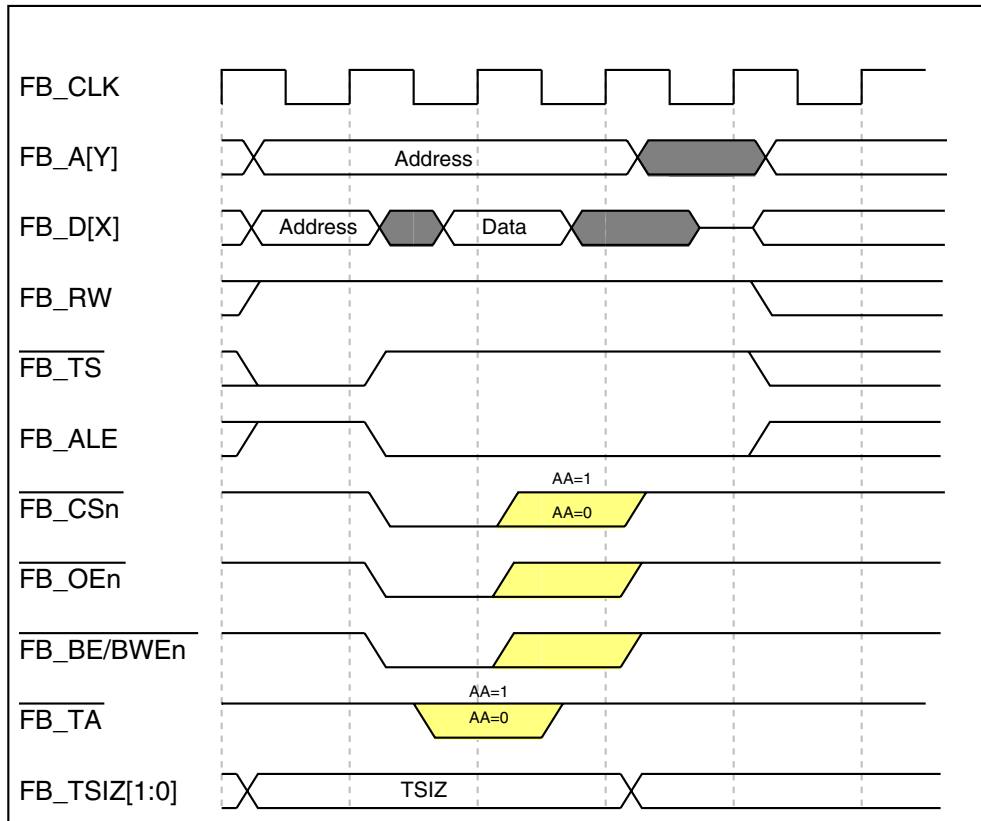 FB_CLK
FB_A[Y] Address
FB_D[X] Address Data
FB_RW
FB_TS
FB_ALE
AA=1
FB_CSn AA=0
FB_OEn
FB_BE/BWEn
AA=1
FB_TA AA=0
FB_TSIZ[1:0] TSIZ